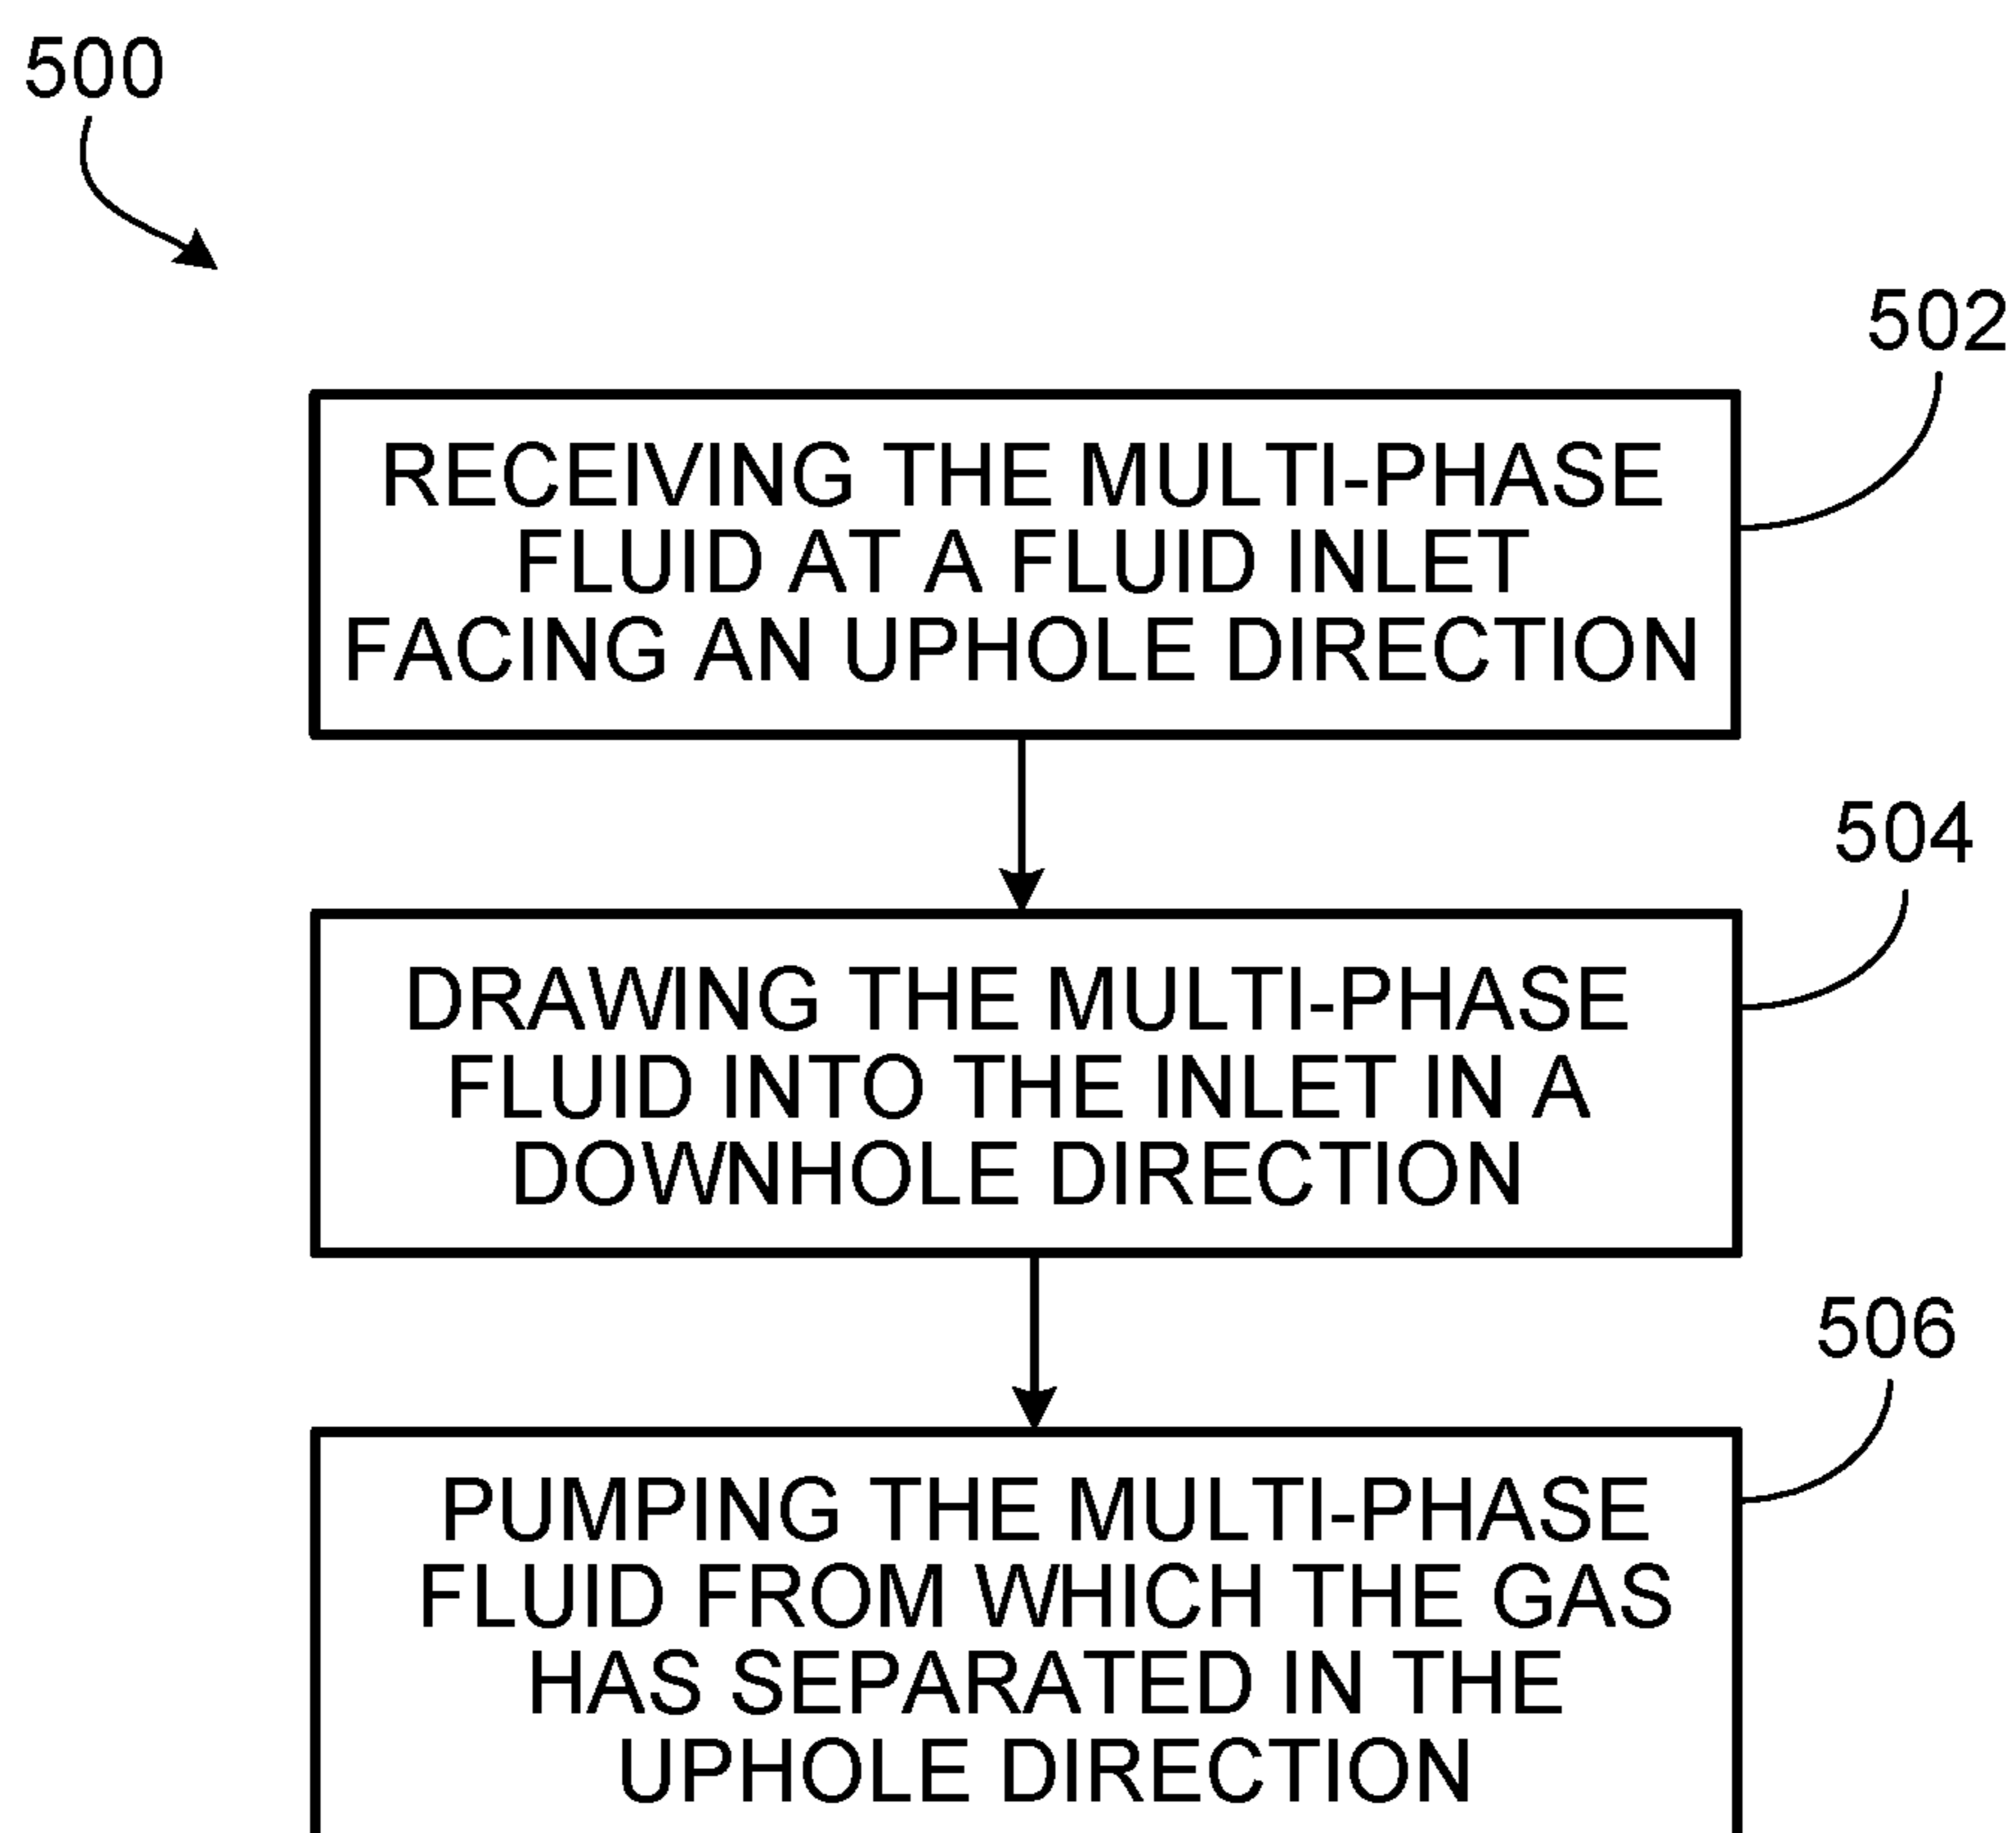 500
502
RECEIVING THE MULTI-PHASE
FLUID AT A FLUID INLET
FACING AN UPHOLE DIRECTION
504
DRAWING THE MULTI-PHASE
FLUID INTO THE INLET IN A
DOWNHOLE DIRECTION
506
PUMPING THE MULTI-PHASE
FLUID FROM WHICH THE GAS
HAS SEPARATED IN THE
UPHOLE DIRECTION